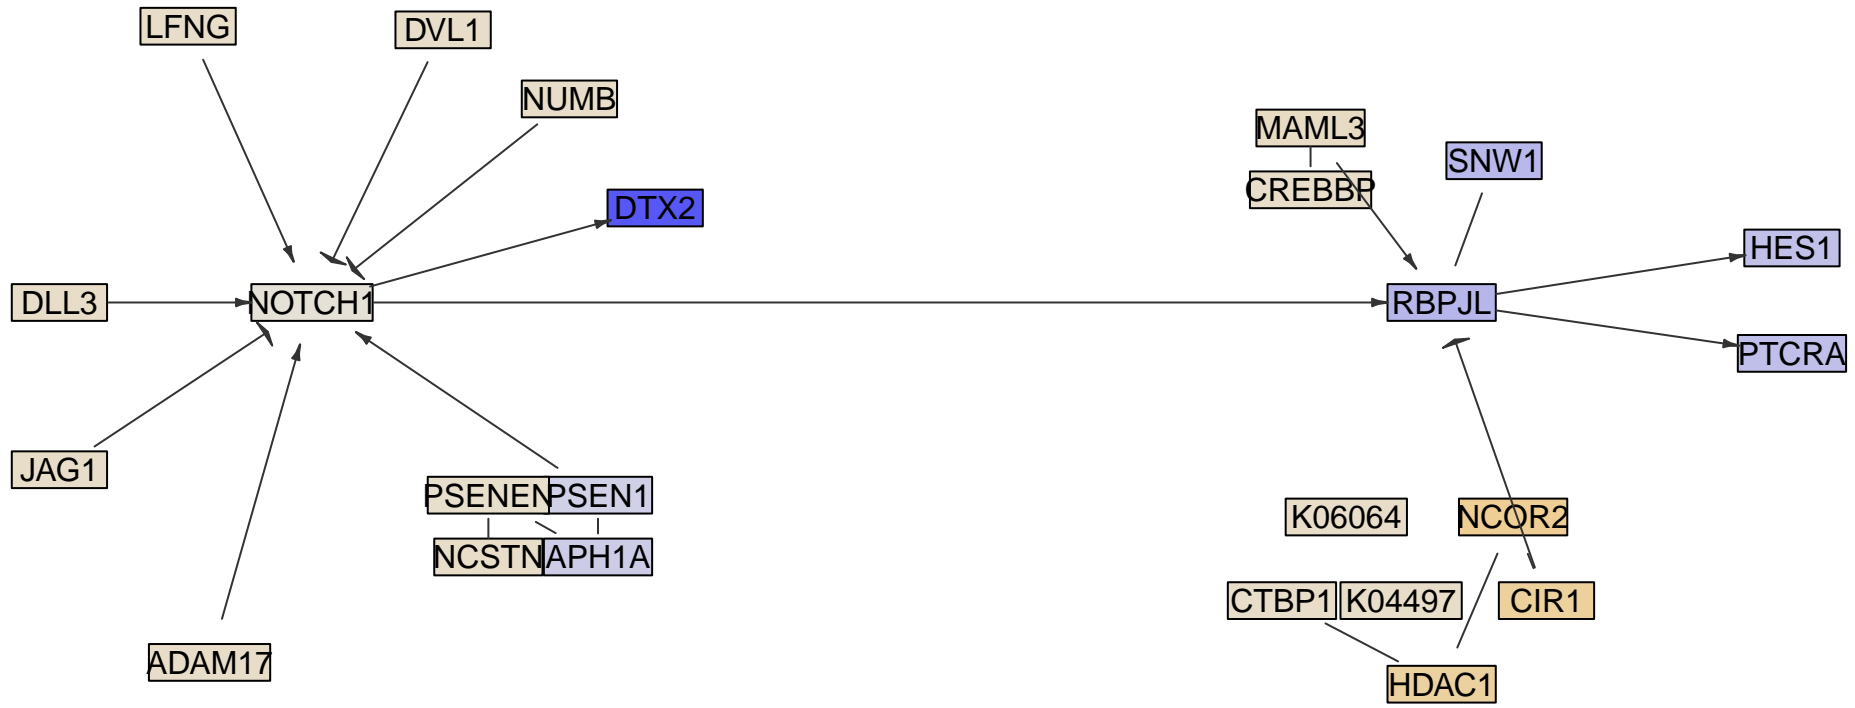 LFNG
DVL1
NUMB
MAML3
SNW1
CREBBP
DTX2
HES1
DLL3
NOTCH1
RBPJL
PTCRA
JAG1
PSENEN
PSEN1
K06064
NCOR2
NCSTN
APH1A
CTBP1
K04497
CIR1
ADAM17
HDAC1